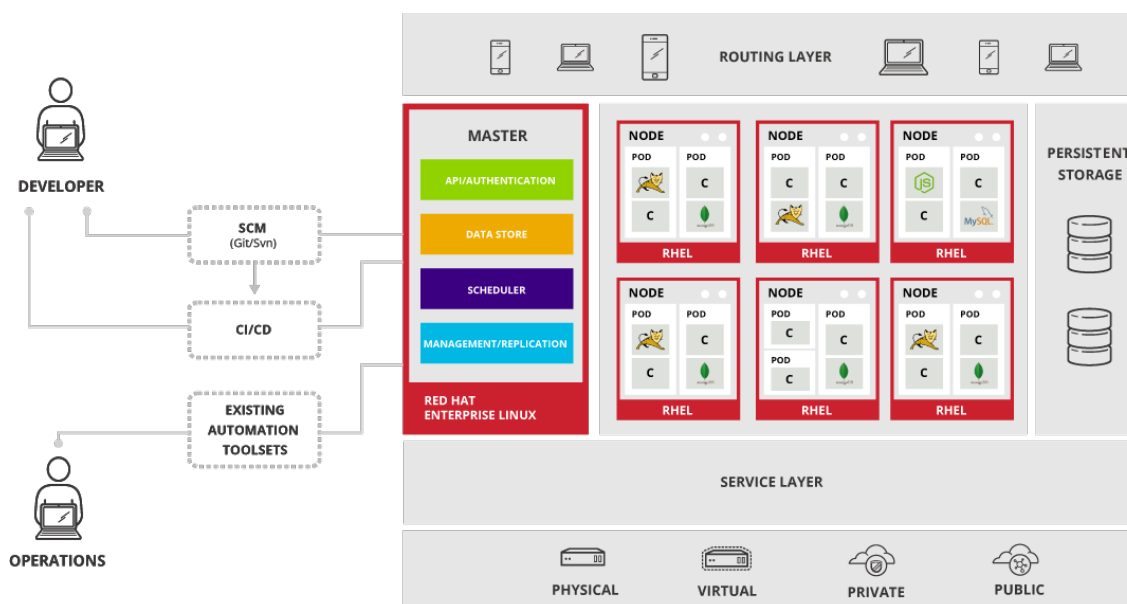 ROUTING LAYER
DEVELOPER
SCM
(Git/Svn)
CI/CD
EXISTING
AUTOMATION
TOOLSETS
OPERATIONS
MASTER
API/AUTHENTICATION
DATA STORE
SCHEDULER
MANAGEMENT/REPLICATION
RED HAT
ENTERPRISE LINUX
NODE
POD
POD
C
C
RHEL
NODE
POD
POD
C
C
RHEL
NODE
POD
POD
JS
C
C
MySQL
RHEL
NODE
POD
POD
C
C
RHEL
NODE
POD
POD
C
C
POD
C
RHEL
NODE
POD
POD
C
C
RHEL
PERSISTENT
STORAGE
SERVICE LAYER
PHYSICAL
VIRTUAL
PRIVATE
PUBLIC